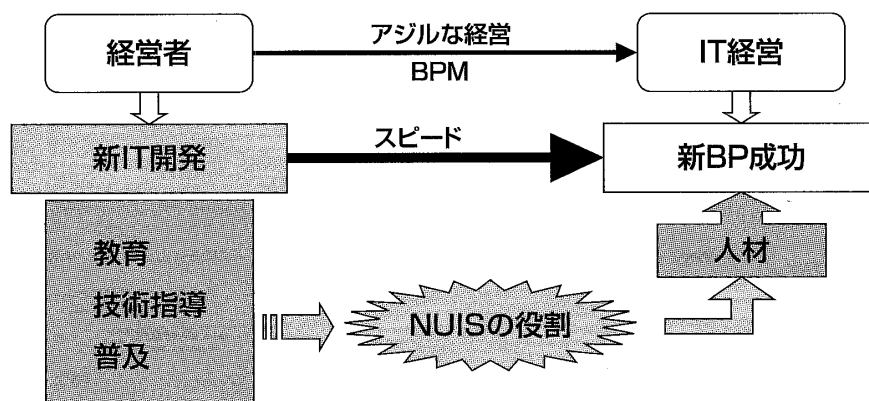 経営者
アジルな経営
BPM
IT経営
新IT開発
スピード
新BP成功
教育
技術指導
普及
NUISの役割
人材